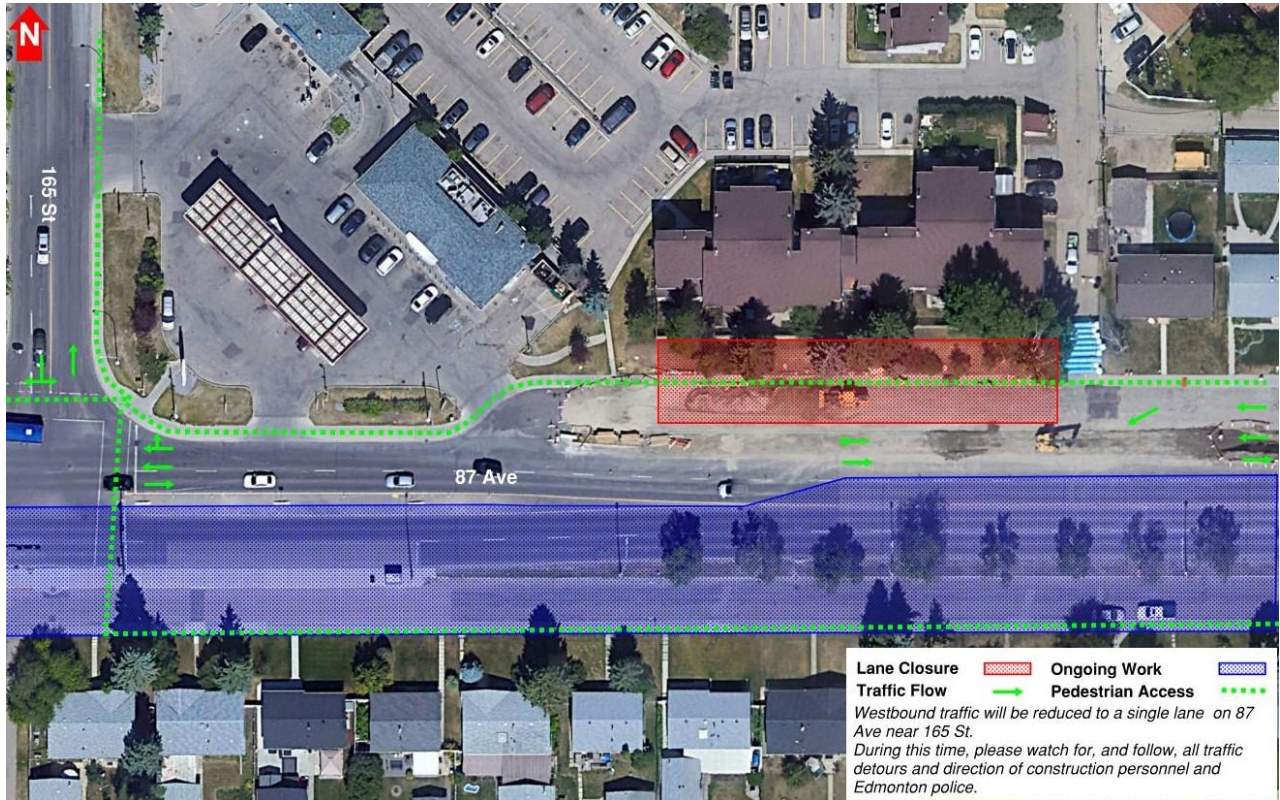 N
165 St
87 Ave
Lane Closure Ongoing Work
Traffic Flow Pedestrian Access
Westbound traffic will be reduced to a single lane on 87
Ave near 165 St.
During this time, please watch for, and follow, all traffic
detours and direction of construction personnel and
Edmonton police.